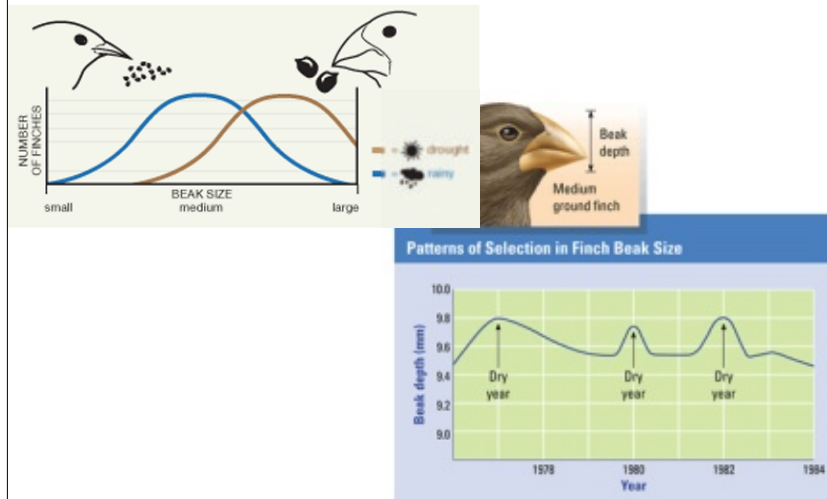 NUMBER
OF FINCHES
BEAK SIZE
small
medium
large
= drought
= rainy
Beak
depth
Medium
ground finch
Patterns of Selection in Finch Beak Size
Beak depth (mm)
10.0
9.8
9.6
9.4
9.2
9.0
Dry
year
Dry
year
Dry
year
1978
1980
1982
1984
Year